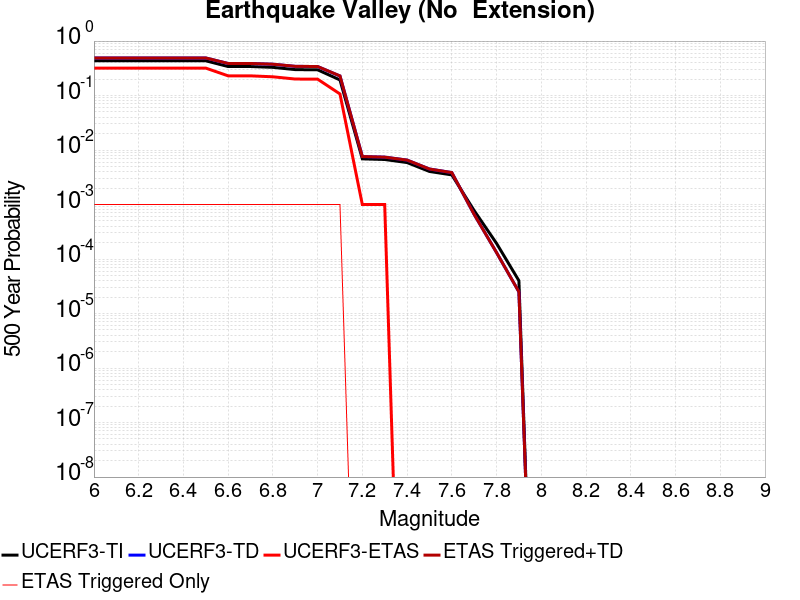 Earthquake Valley (No  Extension)
10^0
10^-1
10^-2
10^-3
10^-4
10^-5
10^-6
10^-7
10^-8
500 Year Probability
6 6.2 6.4 6.6 6.8 7 7.2 7.4 7.6 7.8 8 8.2 8.4 8.6 8.8 9
Magnitude
UCERF3-TI UCERF3-TD UCERF3-ETAS ETAS Triggered+TD
ETAS Triggered Only